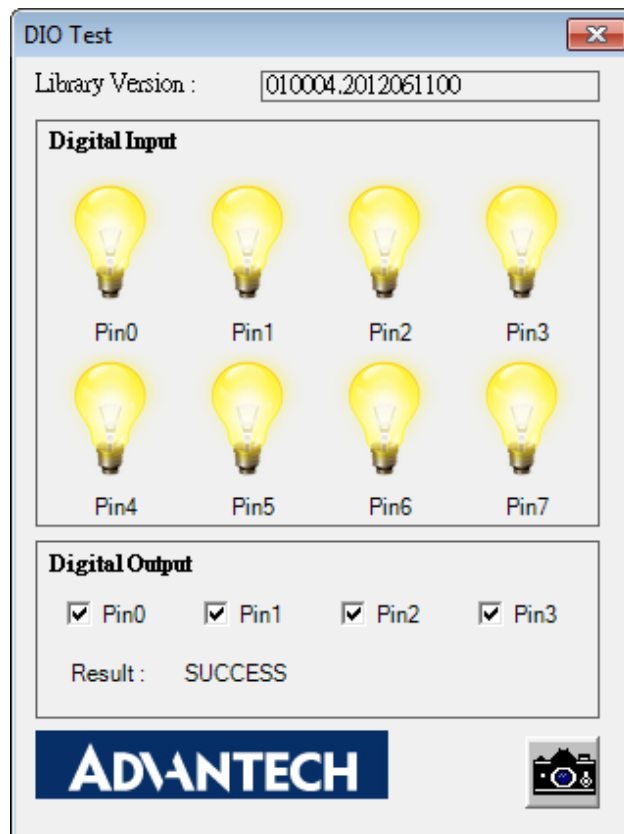 DIO Test
Library Version : 010004.2012061100
Digital Input
Pin0 Pin1 Pin2 Pin3
Pin4 Pin5 Pin6 Pin7
Digital Output
Pin0 Pin1 Pin2 Pin3
Result : SUCCESS
ADVANTECH